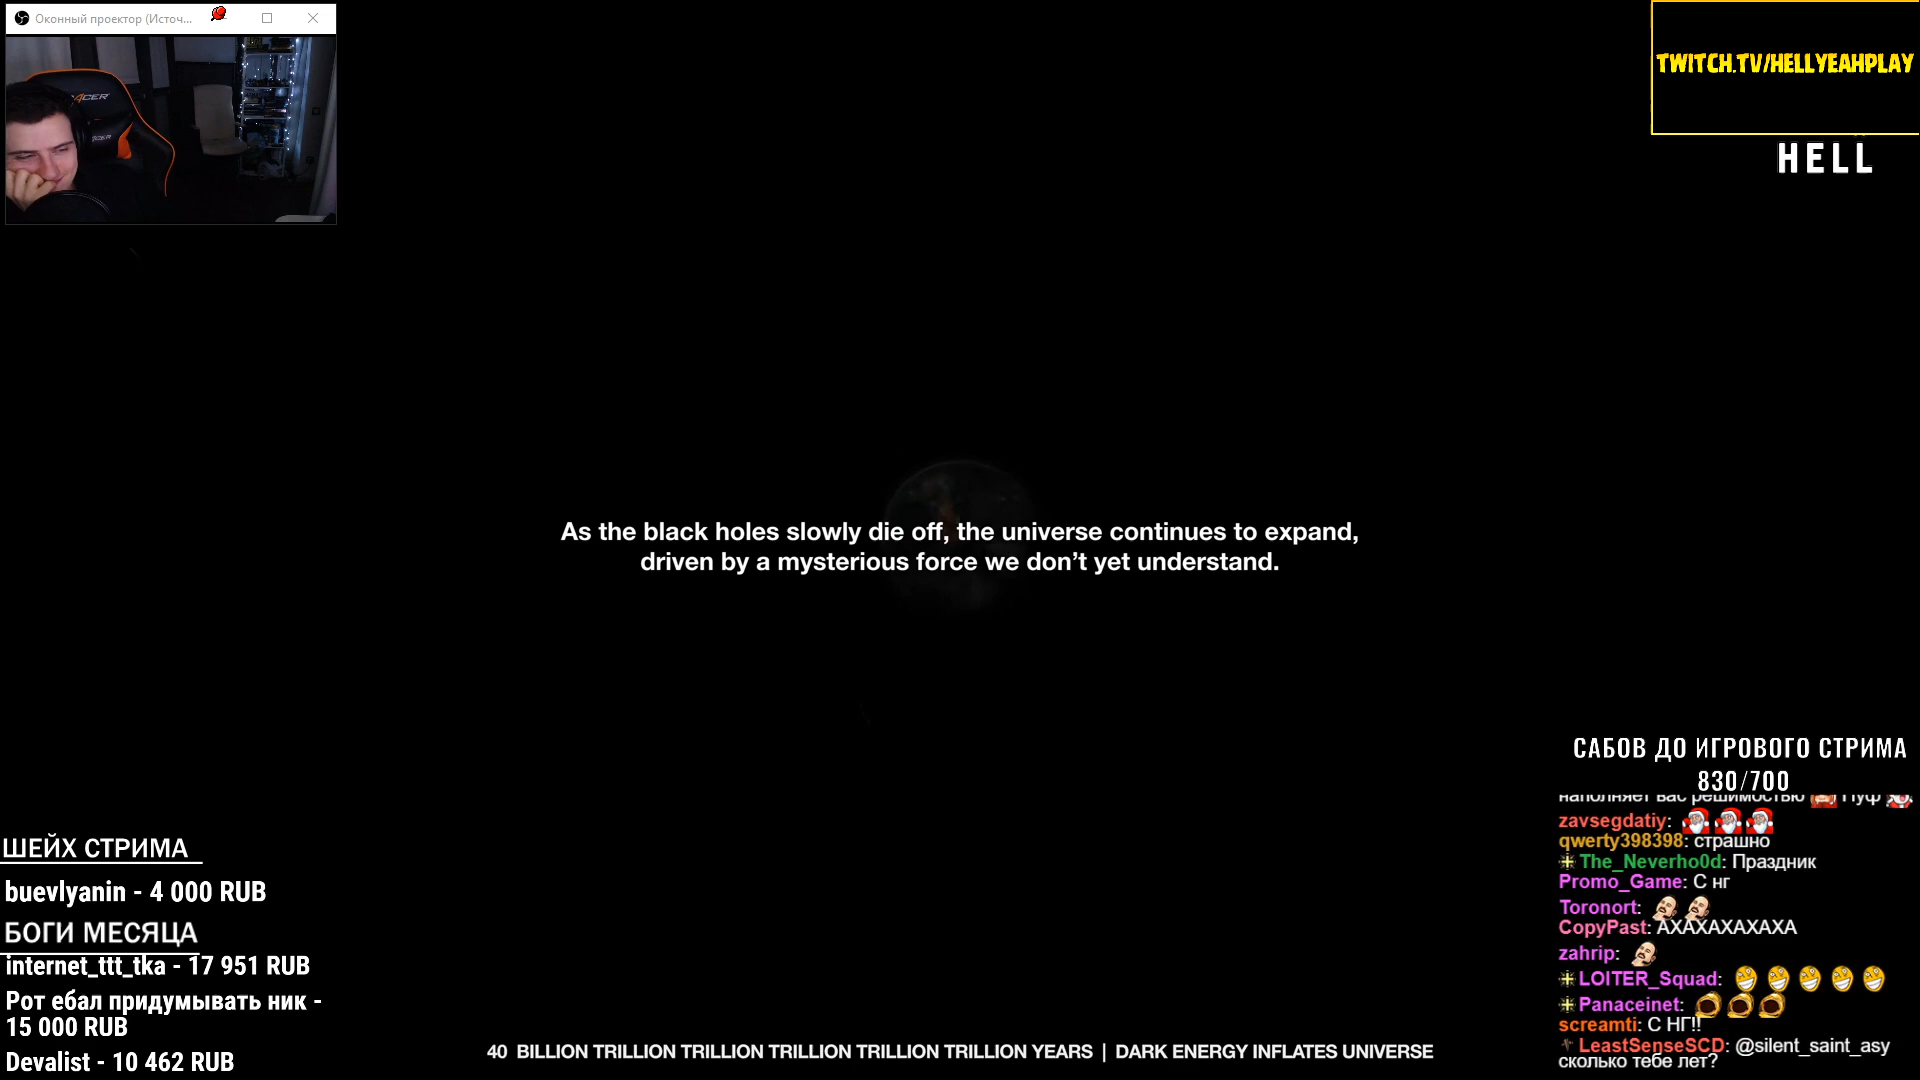 Оконный проектор (Источ...
TWITCH.TV/HELLYEAHPLAY
HELL
As the black holes slowly die off, the universe continues to expand,
driven by a mysterious force we don't yet understand.
САБОВ ДО ИГРОВОГО СТРИМА
830/700
наполняет вас решимостью Пуф
zavsegdatiy:
qwerty398398: страшно
The_Neverho0d: Праздник
Promo_Game: С нг
Toronort:
CopyPast: АХАХАХАХАХА
zahrip:
LOITER_Squad:
Panaceinet:
screamti: С НГ!!
LeastSenseSCD: @silent_saint_asy
сколько тебе лет?
ШЕЙХ СТРИМА
buevlyanin - 4 000 RUB
БОГИ МЕСЯЦА
internet_ttt_tka - 17 951 RUB
Рот ебал придумывать ник -
15 000 RUB
Devalist - 10 462 RUB
40 BILLION TRILLION TRILLION TRILLION TRILLION TRILLION YEARS | DARK ENERGY INFLATES UNIVERSE